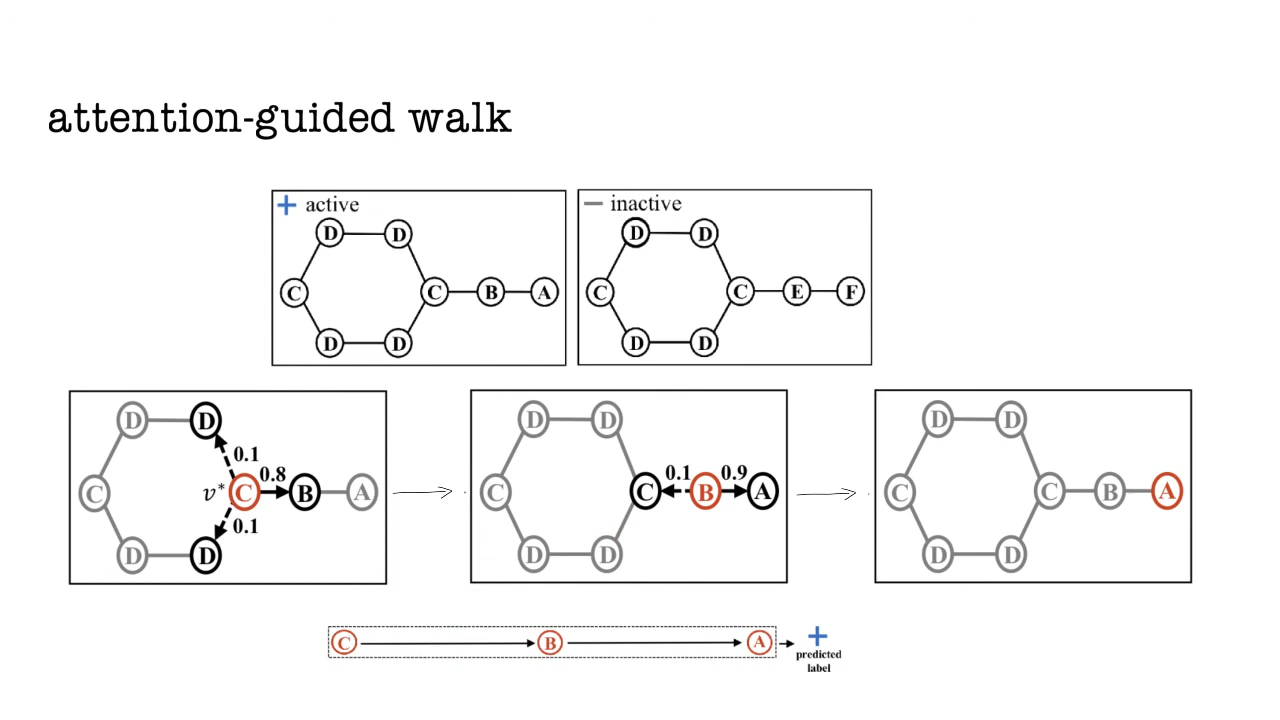 attention-guided walk
+ active
D D
C C B A
D D
− inactive
D D
C C E F
D D
D D
0.1
0.8
C v* C B A
0.1
D D
D D
0.1 0.9
C C B A
D D
D D
C C B A
D D
C B A +
predicted
label